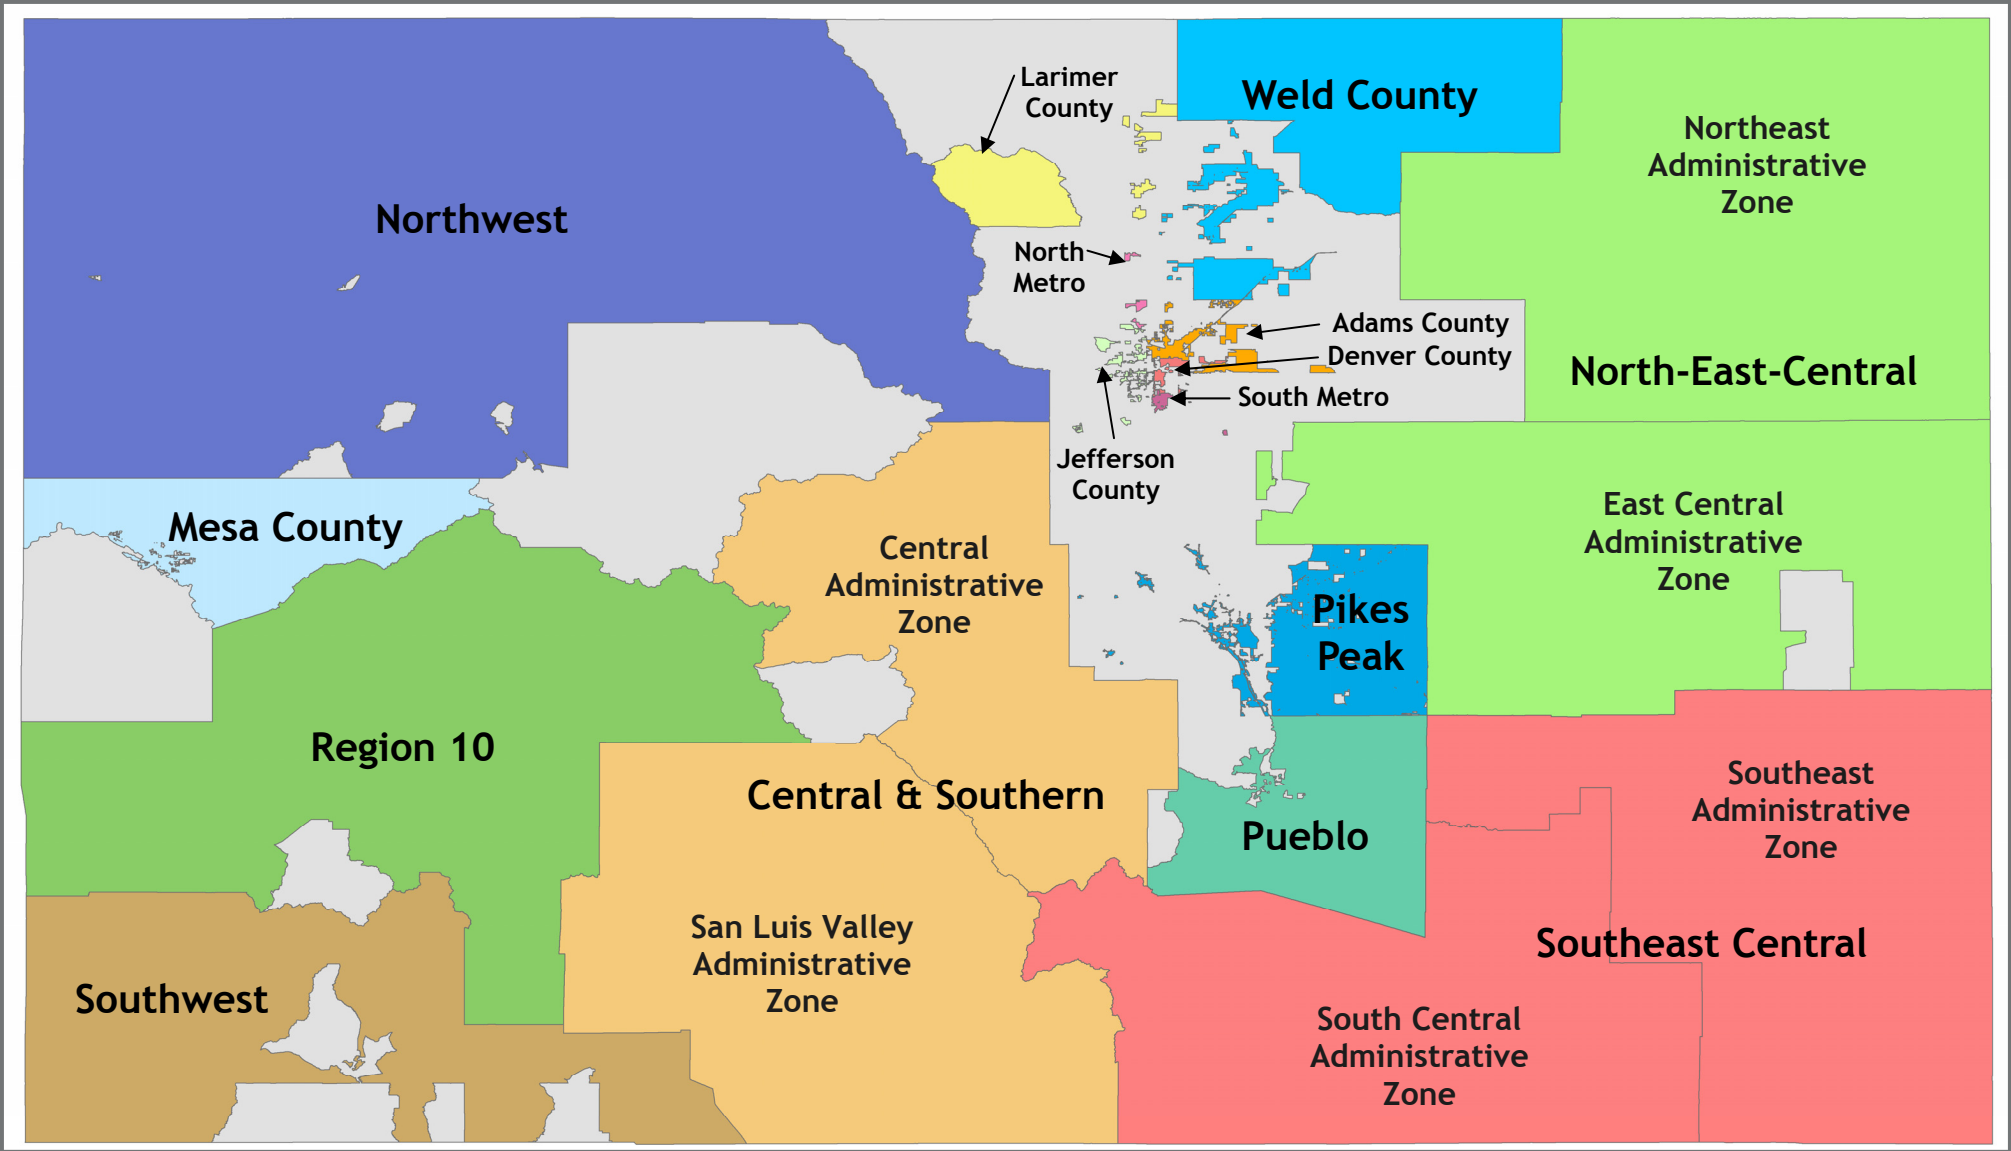 Larimer
County
Weld County
Northeast
Administrative
Zone
Northwest
North
Metro
Adams County
Denver County
North-East-Central
South Metro
Jefferson
County
Mesa County
Central
Administrative
Zone
East Central
Administrative
Zone
Pikes
Peak
Region 10
Central & Southern
Pueblo
Southeast
Administrative
Zone
San Luis Valley
Administrative
Zone
Southeast Central
Southwest
South Central
Administrative
Zone